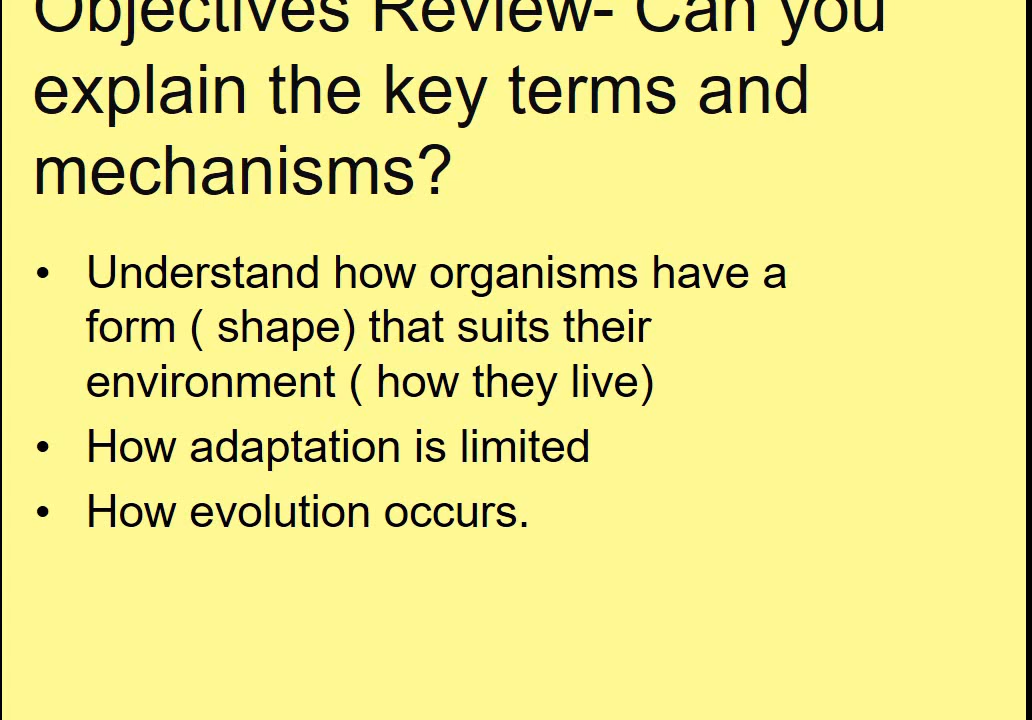 Objectives Review- Can you
explain the key terms and
mechanisms?
• Understand how organisms have a
form ( shape) that suits their
environment ( how they live)
• How adaptation is limited
• How evolution occurs.